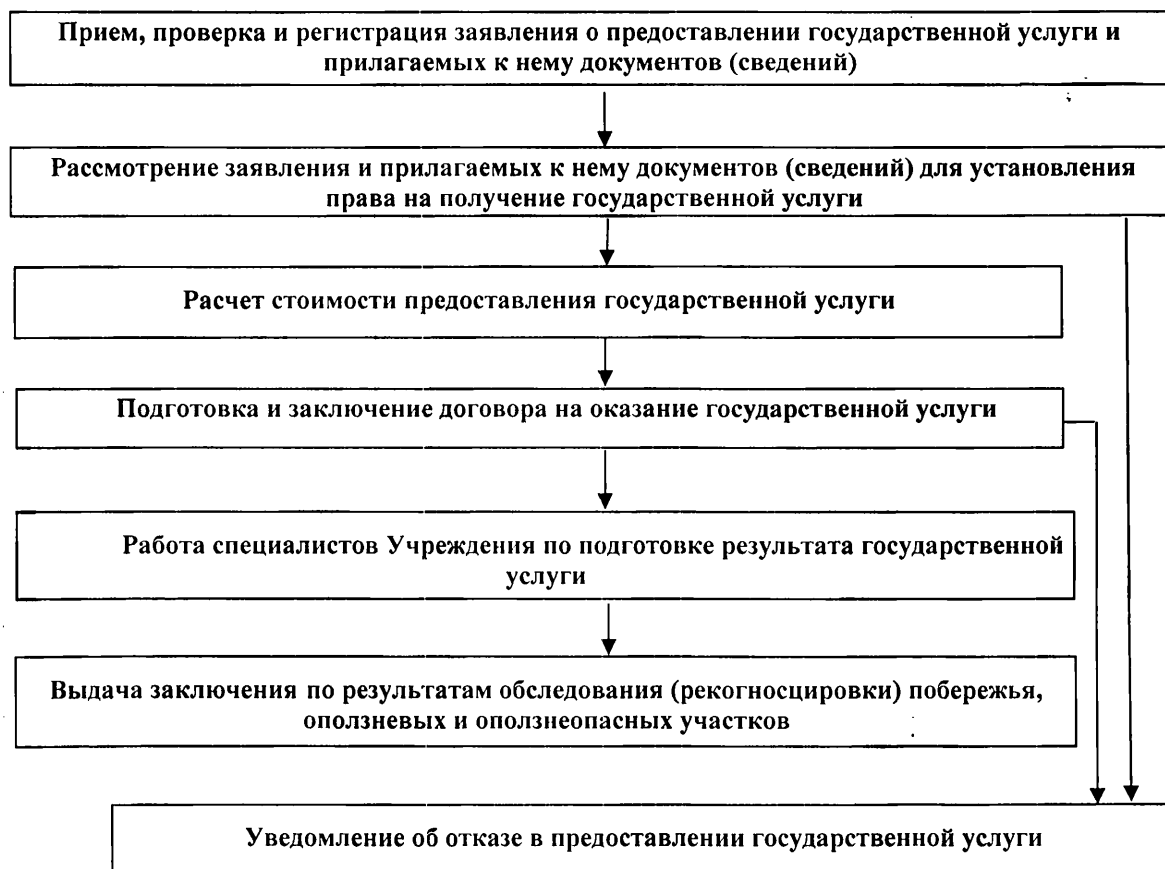 Прием, проверка и регистрация заявления о предоставлении государственной услуги и
прилагаемых к нему документов (сведений)
Рассмотрение заявления и прилагаемых к нему документов (сведений) для установления
права на получение государственной услуги
Расчет стоимости предоставления государственной услуги
Подготовка и заключение договора на оказание государственной услуги
Работа специалистов Учреждения по подготовке результата государственной
услуги
Выдача заключения по результатам обследования (рекогносцировки) побережья,
оползневых и оползнеопасных участков
Уведомление об отказе в предоставлении государственной услуги